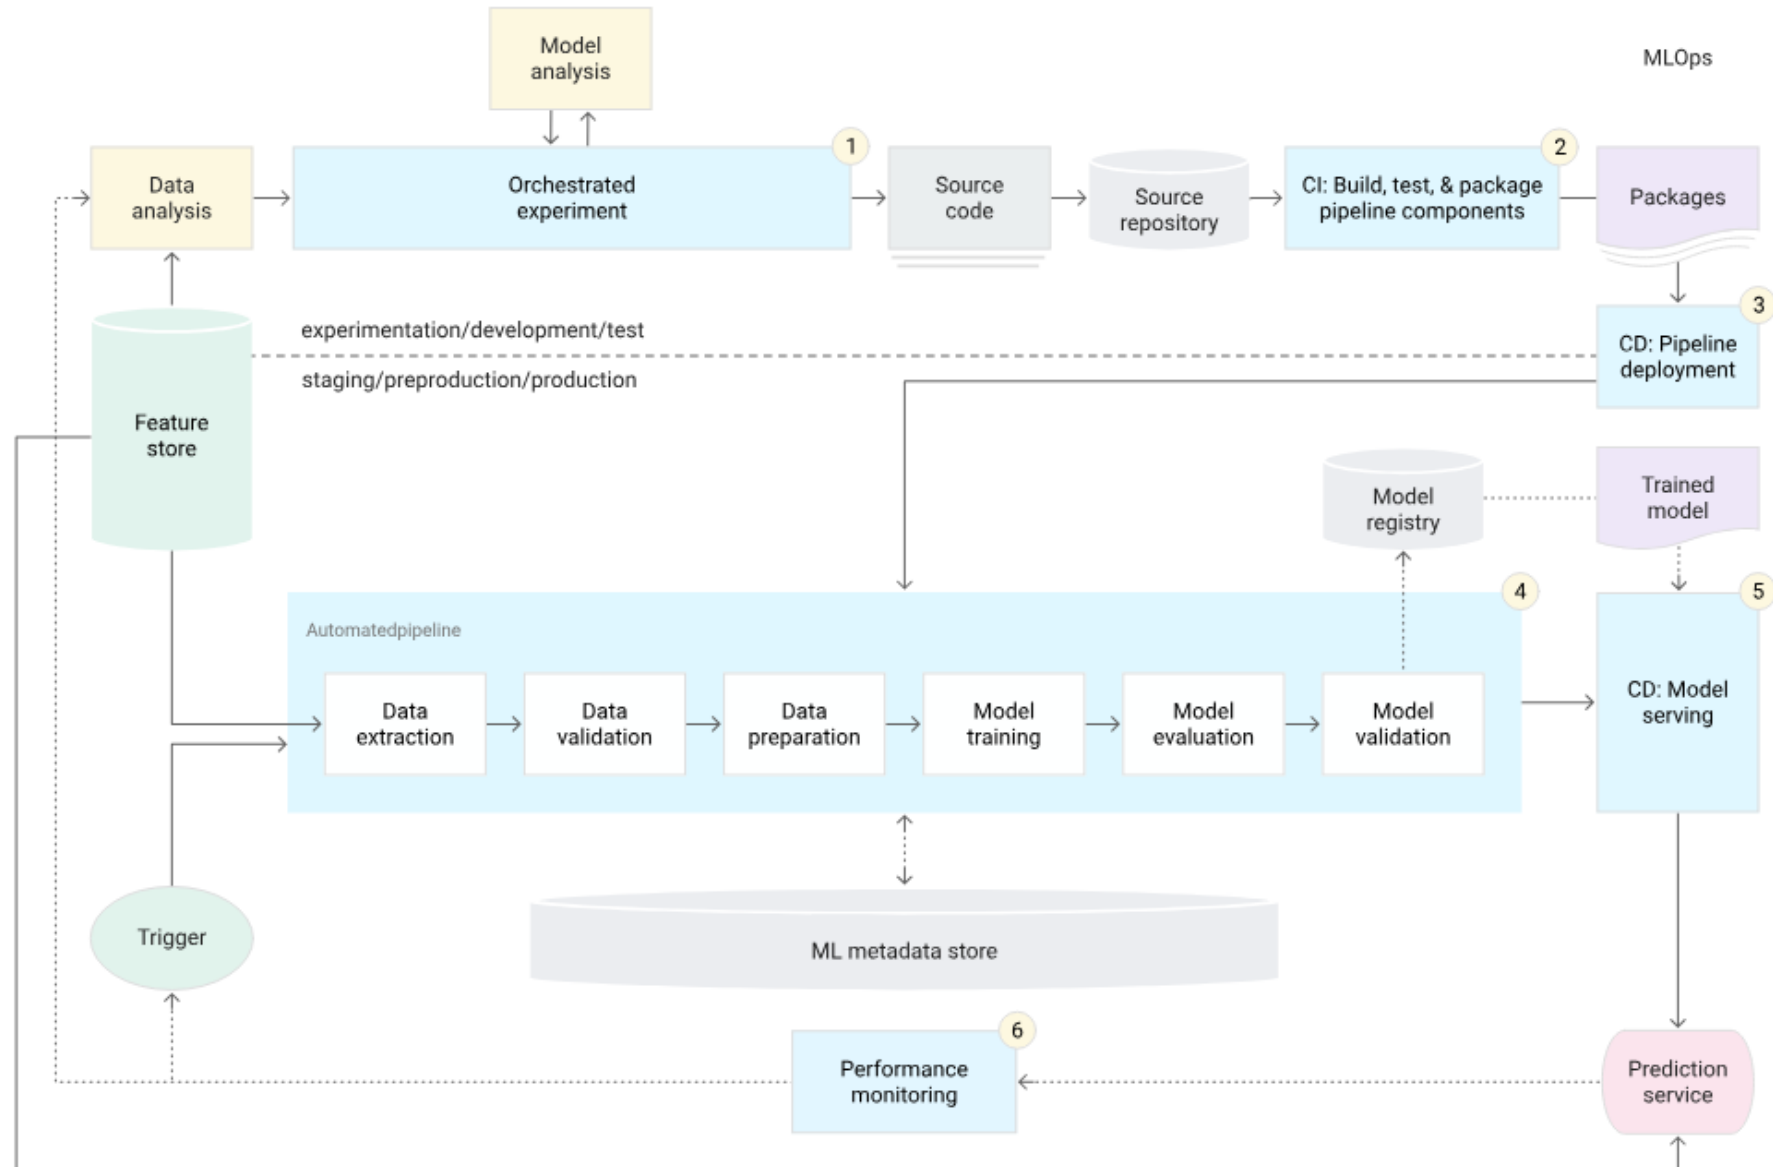 Model
analysis
MLOps
1
2
Data
analysis
Orchestrated
experiment
Source
code
Source
repository
CI: Build, test, & package
pipeline components
Packages
3
experimentation/development/test
CD: Pipeline
deployment
staging/preproduction/production
Feature
store
Model
registry
Trained
model
4
5
Automatedpipeline
Data
extraction
Data
validation
Data
preparation
Model
training
Model
evaluation
Model
validation
CD: Model
serving
Trigger
ML metadata store
6
Performance
monitoring
Prediction
service